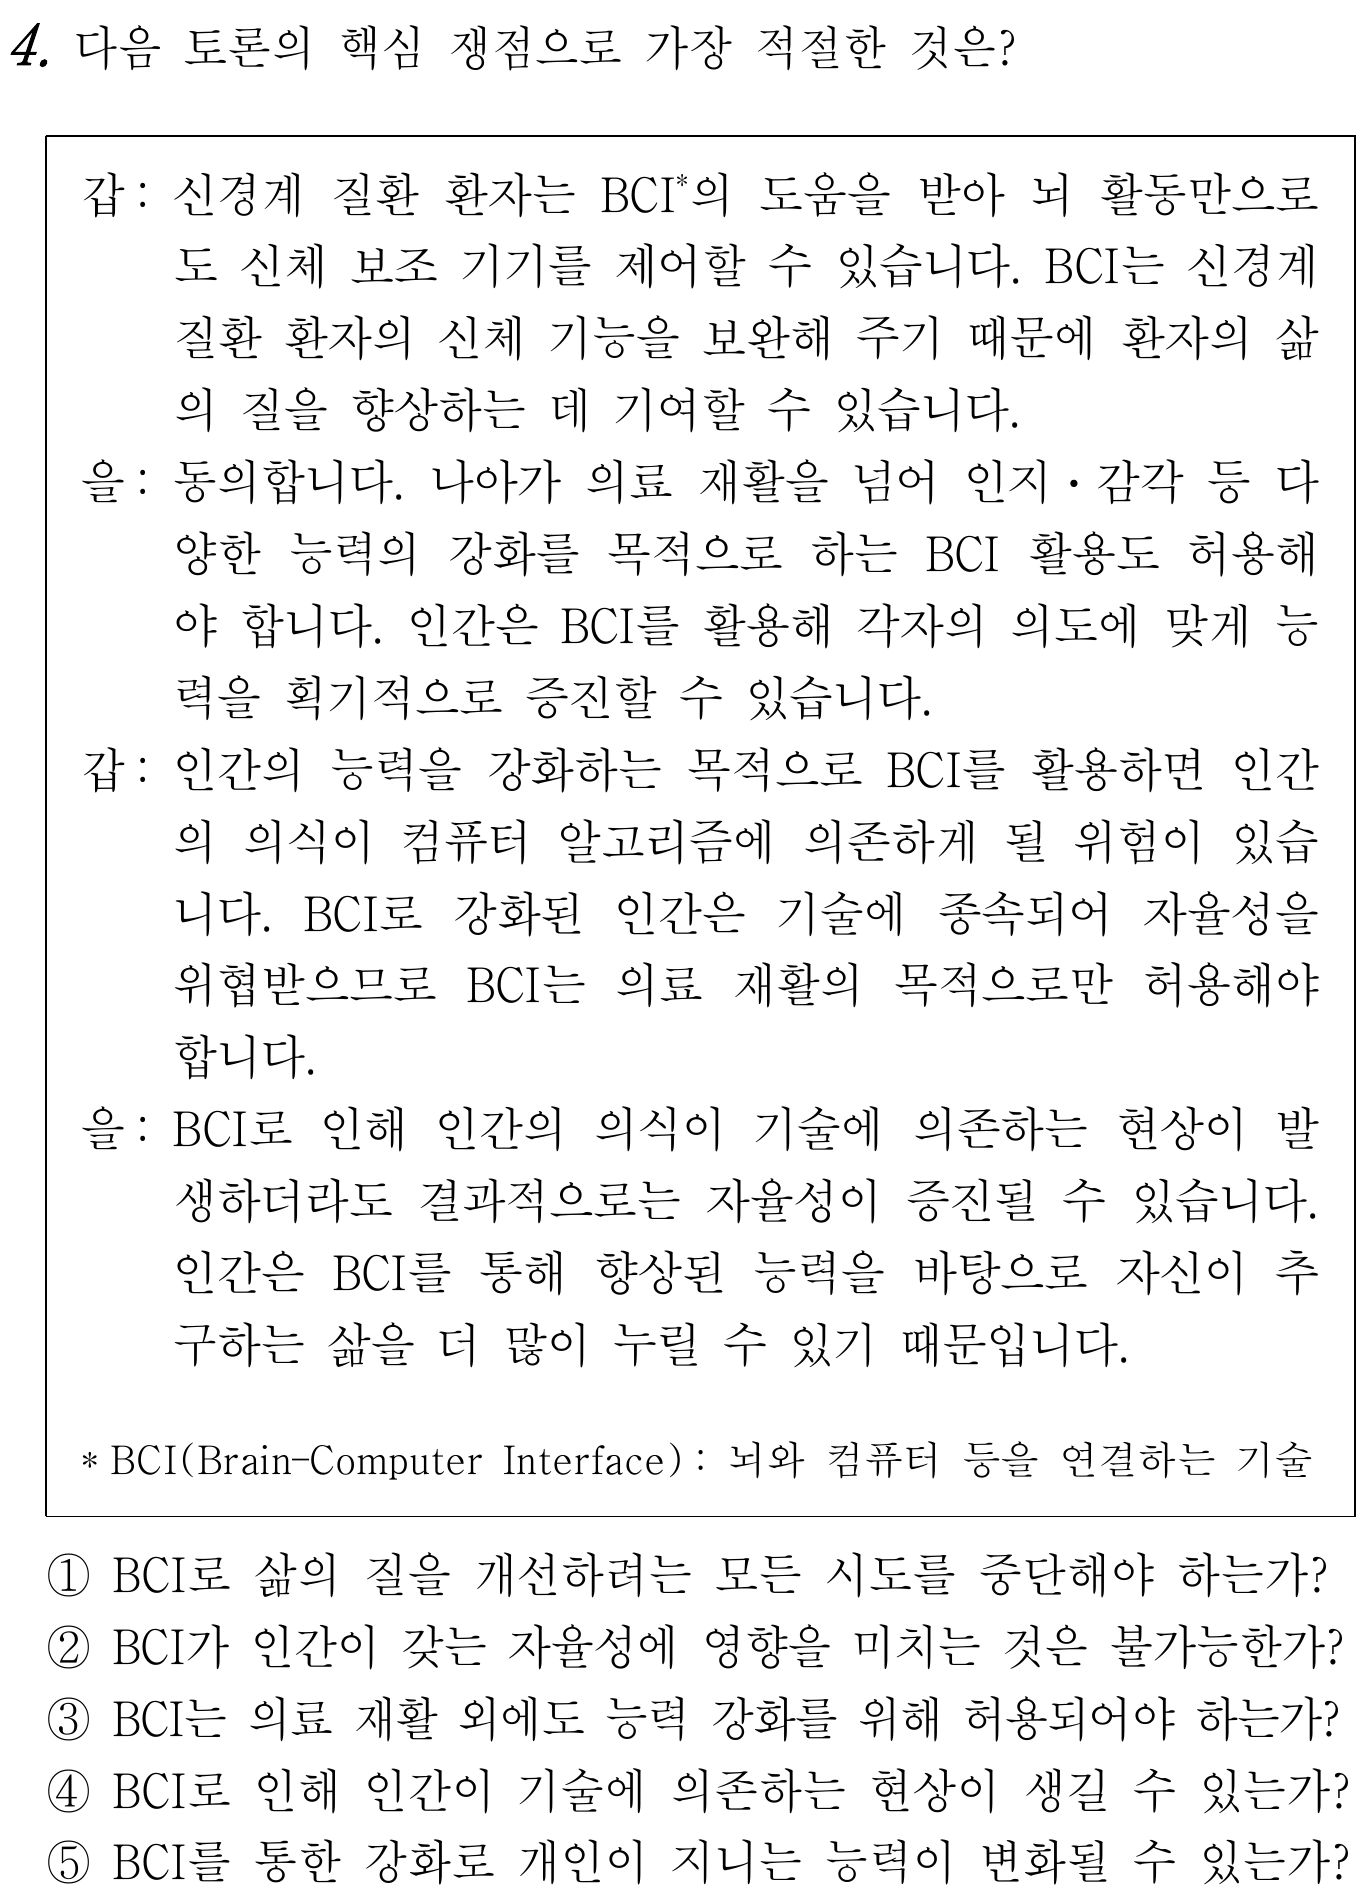 4. 다음 토론의 핵심 쟁점으로 가장 적절한 것은?
갑: 신경계 질환 환자는 BCI*의 도움을 받아 뇌 활동만으로
도 신체 보조 기기를 제어할 수 있습니다. BCI는 신경계
질환 환자의 신체 기능을 보완해 주기 때문에 환자의 삶
의 질을 향상하는 데 기여할 수 있습니다.
을: 동의합니다. 나아가 의료 재활을 넘어 인지·감각 등 다
양한 능력의 강화를 목적으로 하는 BCI 활용도 허용해
야 합니다. 인간은 BCI를 활용해 각자의 의도에 맞게 능
력을 획기적으로 증진할 수 있습니다.
갑: 인간의 능력을 강화하는 목적으로 BCI를 활용하면 인간
의 의식이 컴퓨터 알고리즘에 의존하게 될 위험이 있습
니다. BCI로 강화된 인간은 기술에 종속되어 자율성을
위협받으므로 BCI는 의료 재활의 목적으로만 허용해야
합니다.
을: BCI로 인해 인간의 의식이 기술에 의존하는 현상이 발
생하더라도 결과적으로는 자율성이 증진될 수 있습니다.
인간은 BCI를 통해 향상된 능력을 바탕으로 자신이 추
구하는 삶을 더 많이 누릴 수 있기 때문입니다.
* BCI(Brain-Computer Interface): 뇌와 컴퓨터 등을 연결하는 기술
① BCI로 삶의 질을 개선하려는 모든 시도를 중단해야 하는가?
② BCI가 인간이 갖는 자율성에 영향을 미치는 것은 불가능한가?
③ BCI는 의료 재활 외에도 능력 강화를 위해 허용되어야 하는가?
④ BCI로 인해 인간이 기술에 의존하는 현상이 생길 수 있는가?
⑤ BCI를 통한 강화로 개인이 지니는 능력이 변화될 수 있는가?